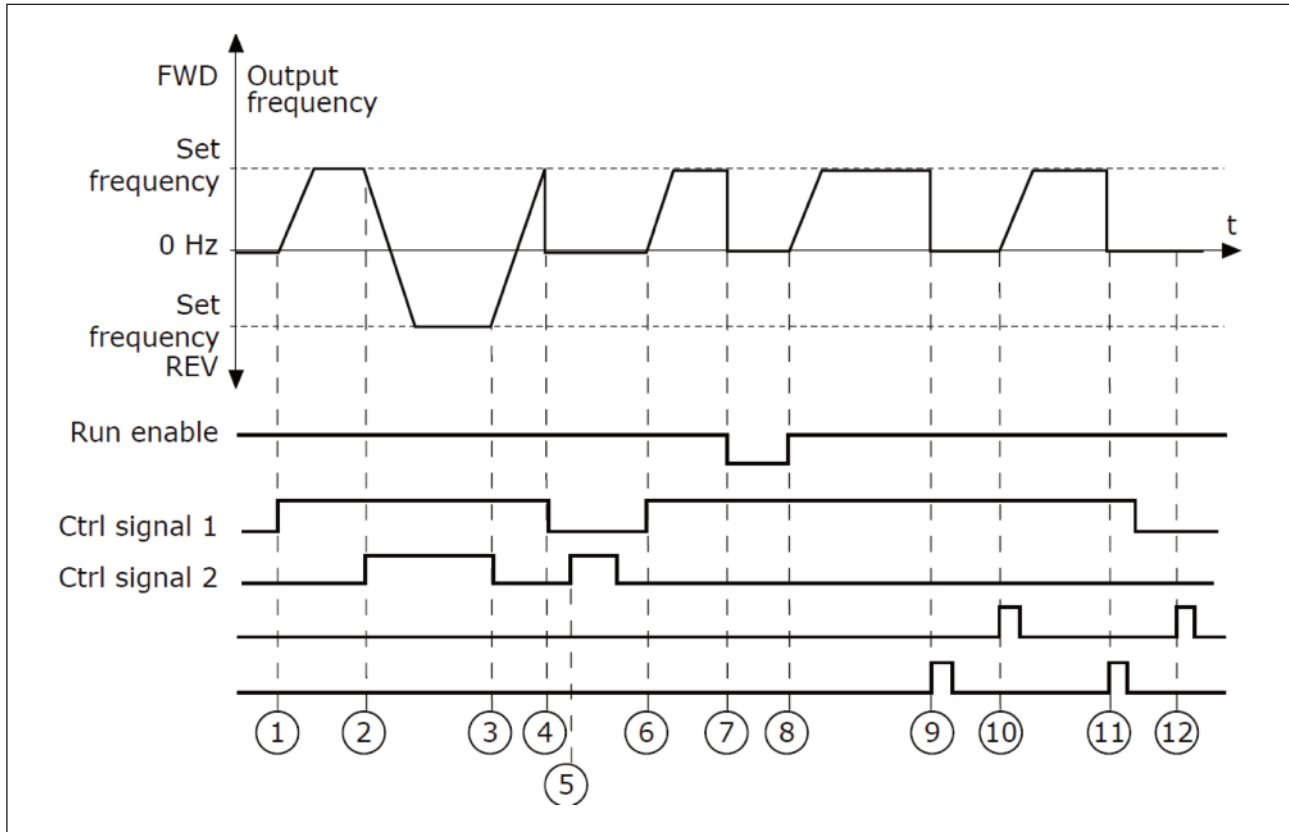 FWD
Output
frequency
Set
frequency
t
0 Hz
Set
frequency
REV
Run enable
Ctrl signal 1
Ctrl signal 2
1 2 3 4 6 7 8 9 10 11 12
5